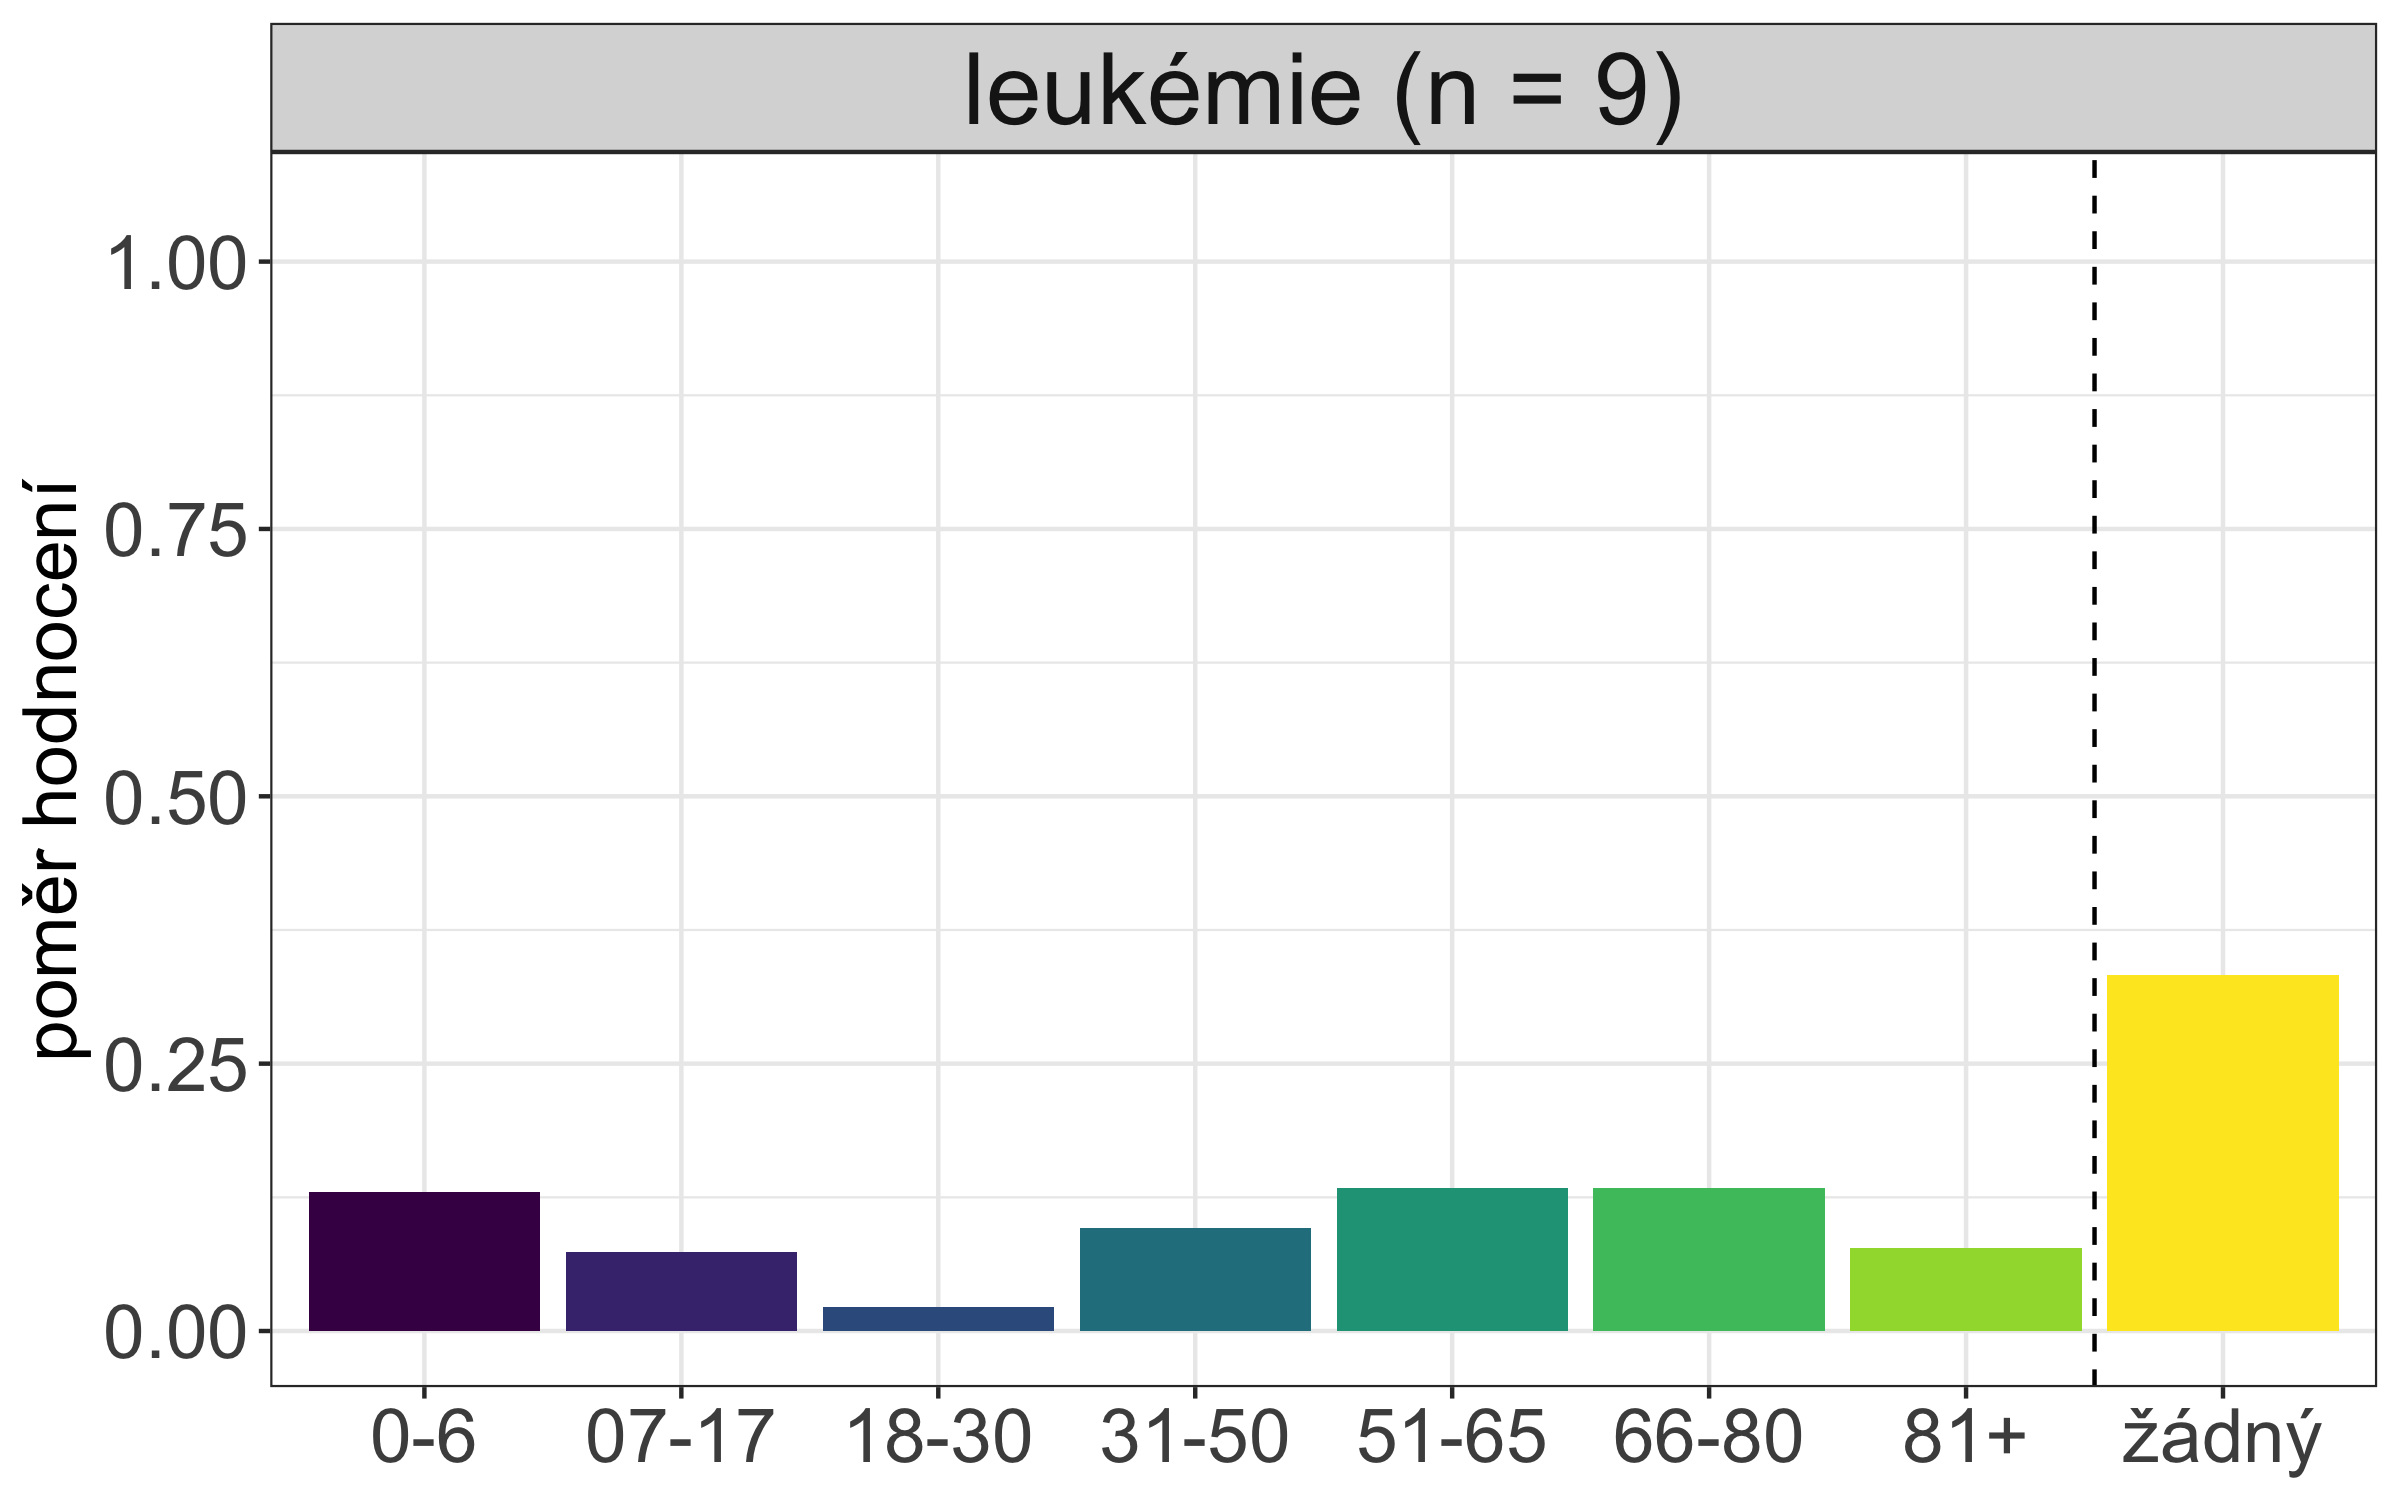 leukémie (n = 9)
poměr hodnocení
1.00
0.75
0.50
0.25
0.00
0-6 07-17 18-30 31-50 51-65 66-80 81+ žádný